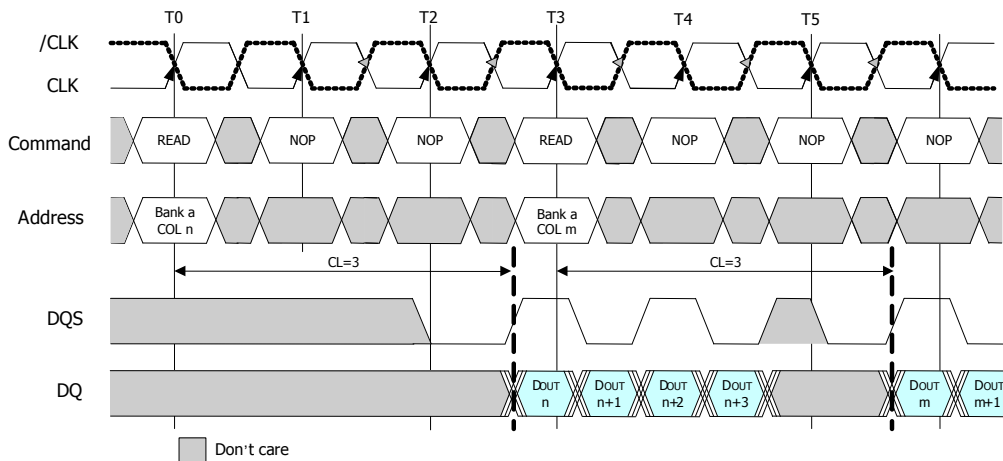 T0 T1 T2 T3 T4 T5
/CLK
CLK
Command READ NOP NOP READ NOP NOP NOP
Address Bank a COL n Bank a COL m
CL=3 CL=3
DQS
DQ DOUT n DOUT n+1 DOUT n+2 DOUT n+3 DOUT m DOUT m+1
Don't care